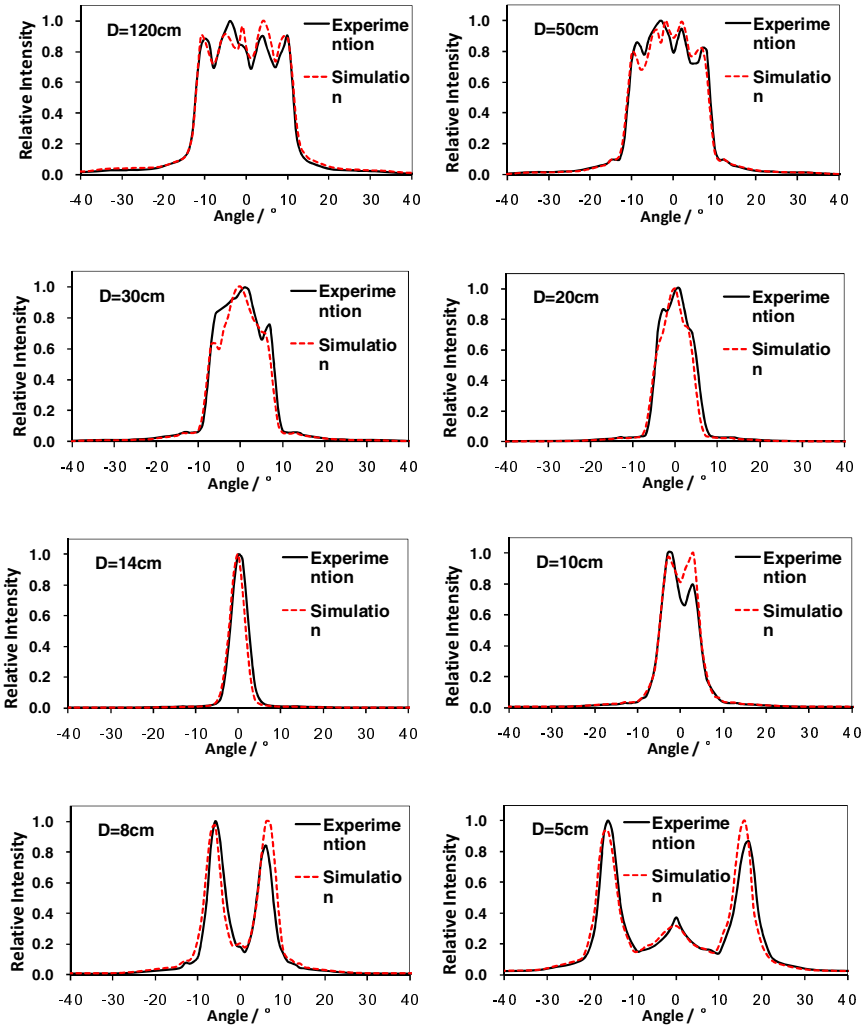 D=120cm
Experime
ntion
Simulatio
n
Relative Intensity
1.0
0.8
0.6
0.4
0.2
0.0
-40 -30 -20 -10 0 10 20 30 40
Angle / °
D=50cm
Experime
ntion
Simulatio
n
Relative Intensity
1.0
0.8
0.6
0.4
0.2
0.0
-40 -30 -20 -10 0 10 20 30 40
Angle / °
D=30cm
Experime
ntion
Simulatio
n
Relative Intensity
1.0
0.8
0.6
0.4
0.2
0.0
-40 -30 -20 -10 0 10 20 30 40
Angle / °
D=20cm
Experime
ntion
Simulatio
n
Relative Intensity
1.0
0.8
0.6
0.4
0.2
0.0
-40 -30 -20 -10 0 10 20 30 40
Angle / °
D=14cm
Experime
ntion
Simulatio
n
Relative Intensity
1.0
0.8
0.6
0.4
0.2
0.0
-40 -30 -20 -10 0 10 20 30 40
Angle / °
D=10cm
Experime
ntion
Simulatio
n
Relative Intensity
1.0
0.8
0.6
0.4
0.2
0.0
-40 -30 -20 -10 0 10 20 30 40
Angle / °
D=8cm
Experime
ntion
Simulatio
n
Relative Intensity
1.0
0.8
0.6
0.4
0.2
0.0
-40 -30 -20 -10 0 10 20 30 40
Angle / °
D=5cm
Experime
ntion
Simulatio
n
Relative Intensity
1.0
0.8
0.6
0.4
0.2
0.0
-40 -30 -20 -10 0 10 20 30 40
Angle / °